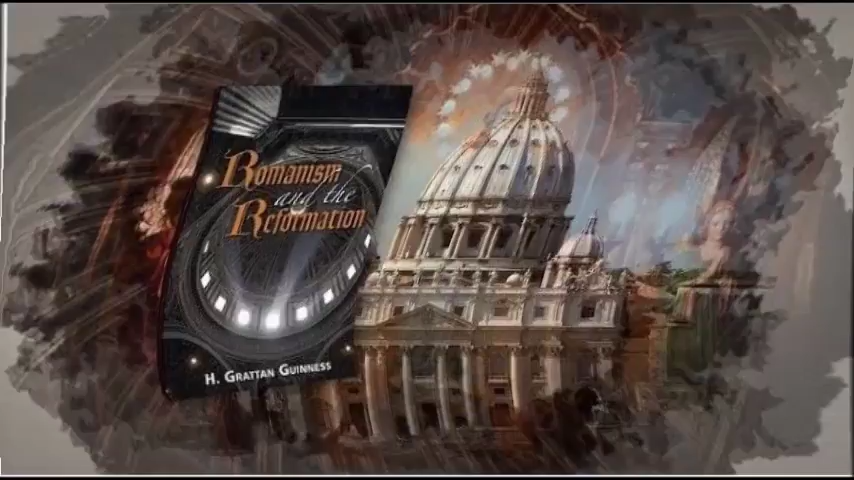 Romanism
and the
Reformation
H. GRATTAN GUINNESS